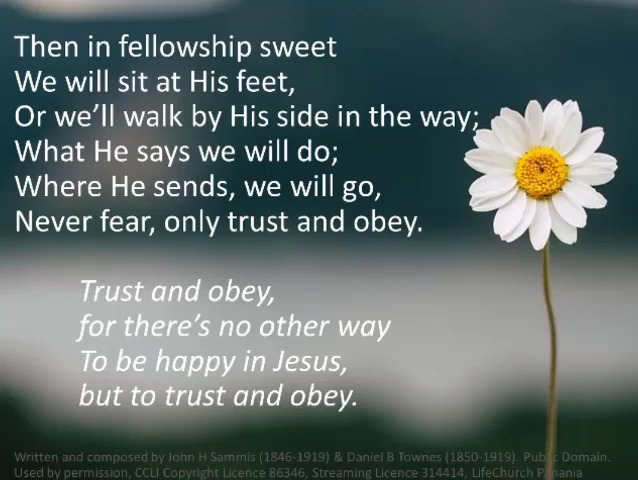 Then in fellowship sweet
We will sit at His feet,
Or we'll walk by His side in the way;
What He says we will do;
Where He sends, we will go,
Never fear, only trust and obey.
Trust and obey,
for there's no other way
To be happy in Jesus,
but to trust and obey.
Written and composed by John H Sammis (1846-1919) & Daniel B Townes (1850-1919). Public Domain.
Used by permission, CCLI Copyright Licence 86346, Streaming Licence 314414, LifeChurch